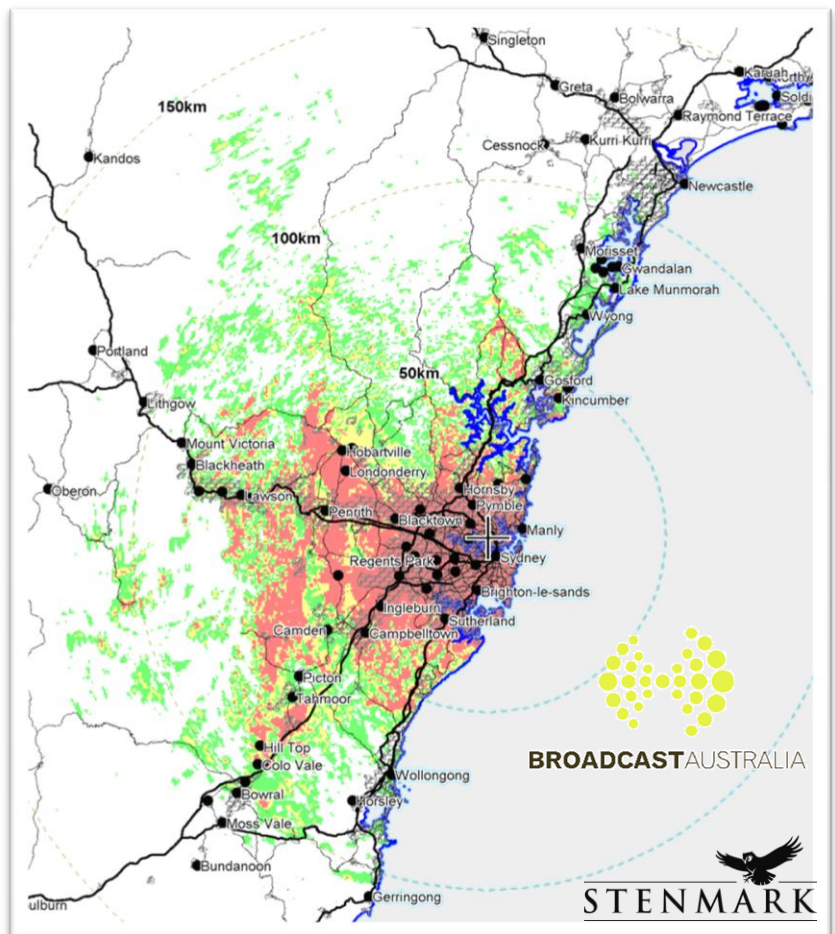 Singleton
Karuah
Greta
Soldi
Bolwarra
150km
Raymond Terrace
Cessnock
Kurri-Kurri
Kandos
Newcastle
100km
Morisset
Gwandalan
Lake Munmorah
Wyong
Portland
50km
Gosford
Lithgow
Kincumber
Mount Victoria
Hobartville
Blackheath
Londonderry
Oberon
Lawson
Hornsby
Penrith
Pymble
Blacktown
Manly
Regents Park
Sydney
Brighton-le-sands
Ingleburn
Sutherland
Camden
Campbelltown
Picton
Tahmoor
Hill Top
BROADCASTAUSTRALIA
Colo Vale
Wollongong
Bowral
Horsley
Moss Vale
Bundanoon
Gerringong
STENMARK
ulburn